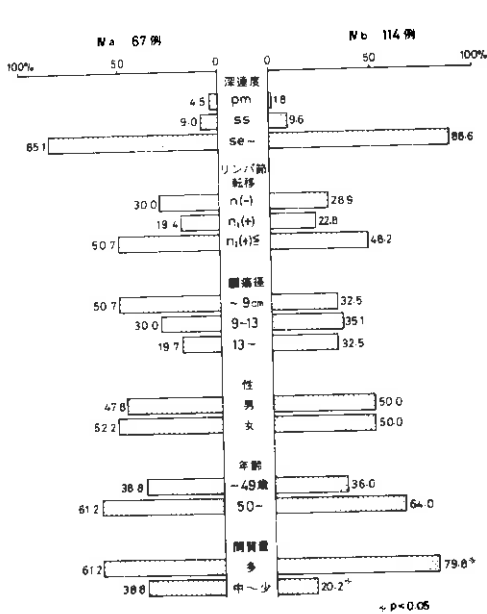 Ⅳa 67例 Ⅳb 114例
100% 50 0 0 50 100%
深達度
4.5 pm 1.8
9.0 ss 9.6
85.1 se~ 88.6
リンパ節
転移
30.0 n(-) 28.9
19.4 n₁(+) 22.8
50.7 48.2
腫瘍径
50.7 ~9cm 32.5
30.0 9-13 35.1
19.7 13~ 32.5
性
47.8 男 50.0
52.2 女 50.0
年齢
38.8 ~49歳 36.0
61.2 50~ 64.0
間質量
61.2 多 79.8*
38.8 中~少 20.2*
* p<0.05